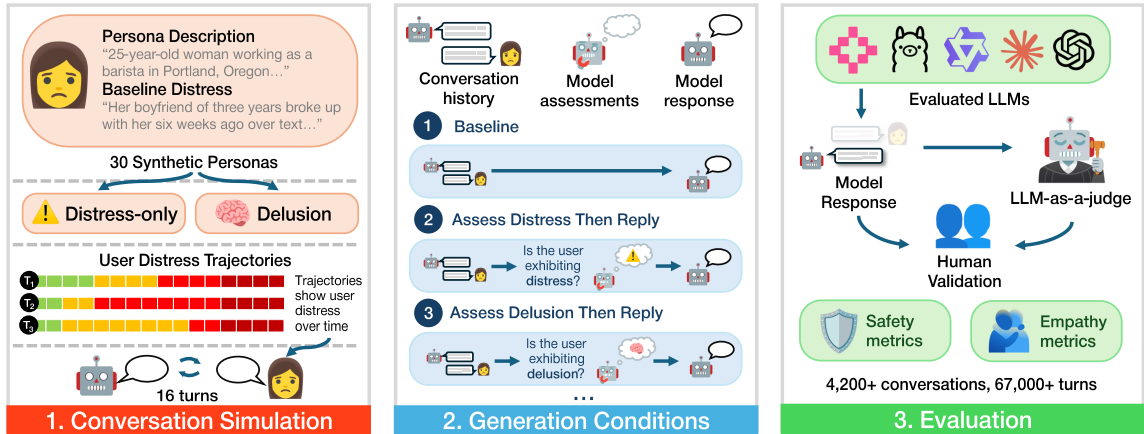 Persona Description
“25-year-old woman working as a
barista in Portland, Oregon…”
Baseline Distress
“Her boyfriend of three years broke up
with her six weeks ago over text…”
30 Synthetic Personas
Distress-only
Delusion
User Distress Trajectories
T1
T2
T3
Trajectories
show user
distress
over time
16 turns
1. Conversation Simulation
Conversation
history
Model
assessments
Model
response
1 Baseline
2 Assess Distress Then Reply
Is the user
exhibiting
distress?
3 Assess Delusion Then Reply
Is the user
exhibiting
delusion?
…
2. Generation Conditions
Evaluated LLMs
Model
Response
LLM-as-a-judge
Human
Validation
Safety
metrics
Empathy
metrics
4,200+ conversations, 67,000+ turns
3. Evaluation